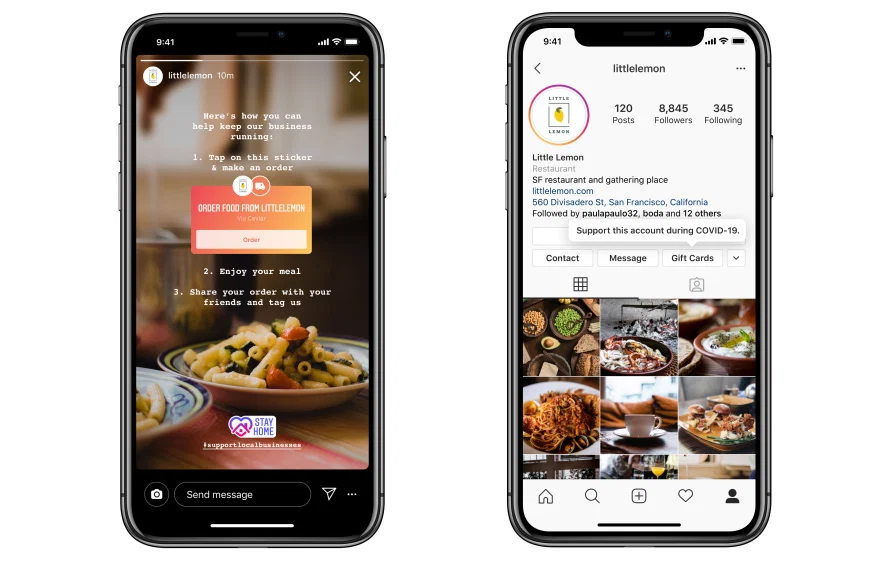 9:41
littlelemon 10m
Here's how you can
help keep our business
running:
1. Tap on this sticker
& make an order
ORDER FOOD FROM LITTLELEMON
Via Caviar
Order
2. Enjoy your meal
3. Share your order with your
friends and tag us
STAY
HOME
#supportlocalbusinesses
Send message
9:41
littlelemon
LITTLE
LEMON
120
Posts
8,845
Followers
345
Following
Little Lemon
Restaurant
SF restaurant and gathering place
littlelemon.com
560 Divisadero St, San Francisco, California
Followed by paulapaulo32, boda and 12 others
Support this account during COVID-19.
Contact
Message
Gift Cards